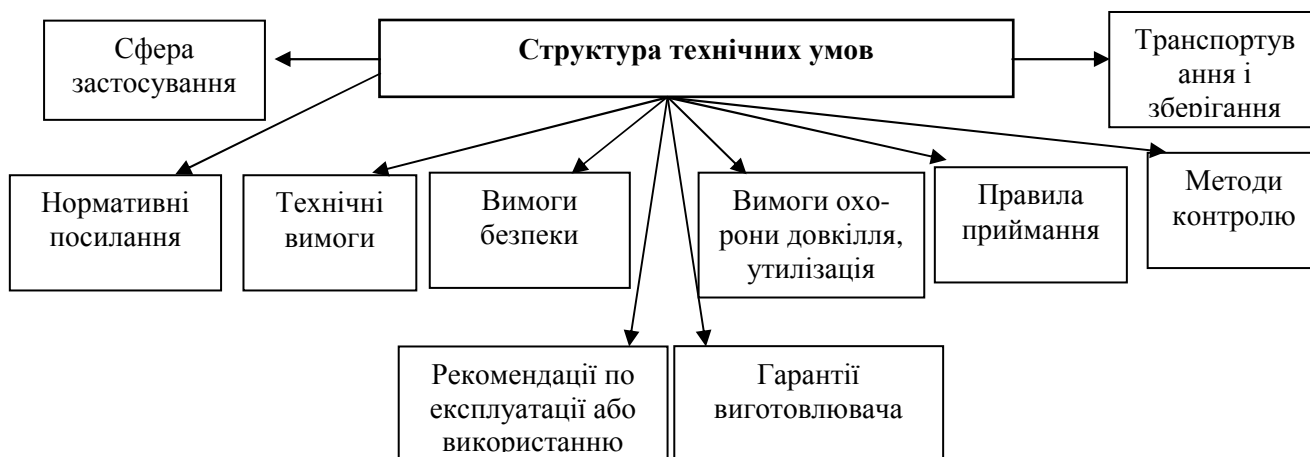 Сфера
застосування
Структура технічних умов
Транспортув
ання і
зберігання
Нормативні
посилання
Технічні
вимоги
Вимоги
безпеки
Вимоги охо-
рони довкілля,
утилізація
Правила
приймання
Методи
контролю
Рекомендації по
експлуатації або
використанню
Гарантії
виготовлювача